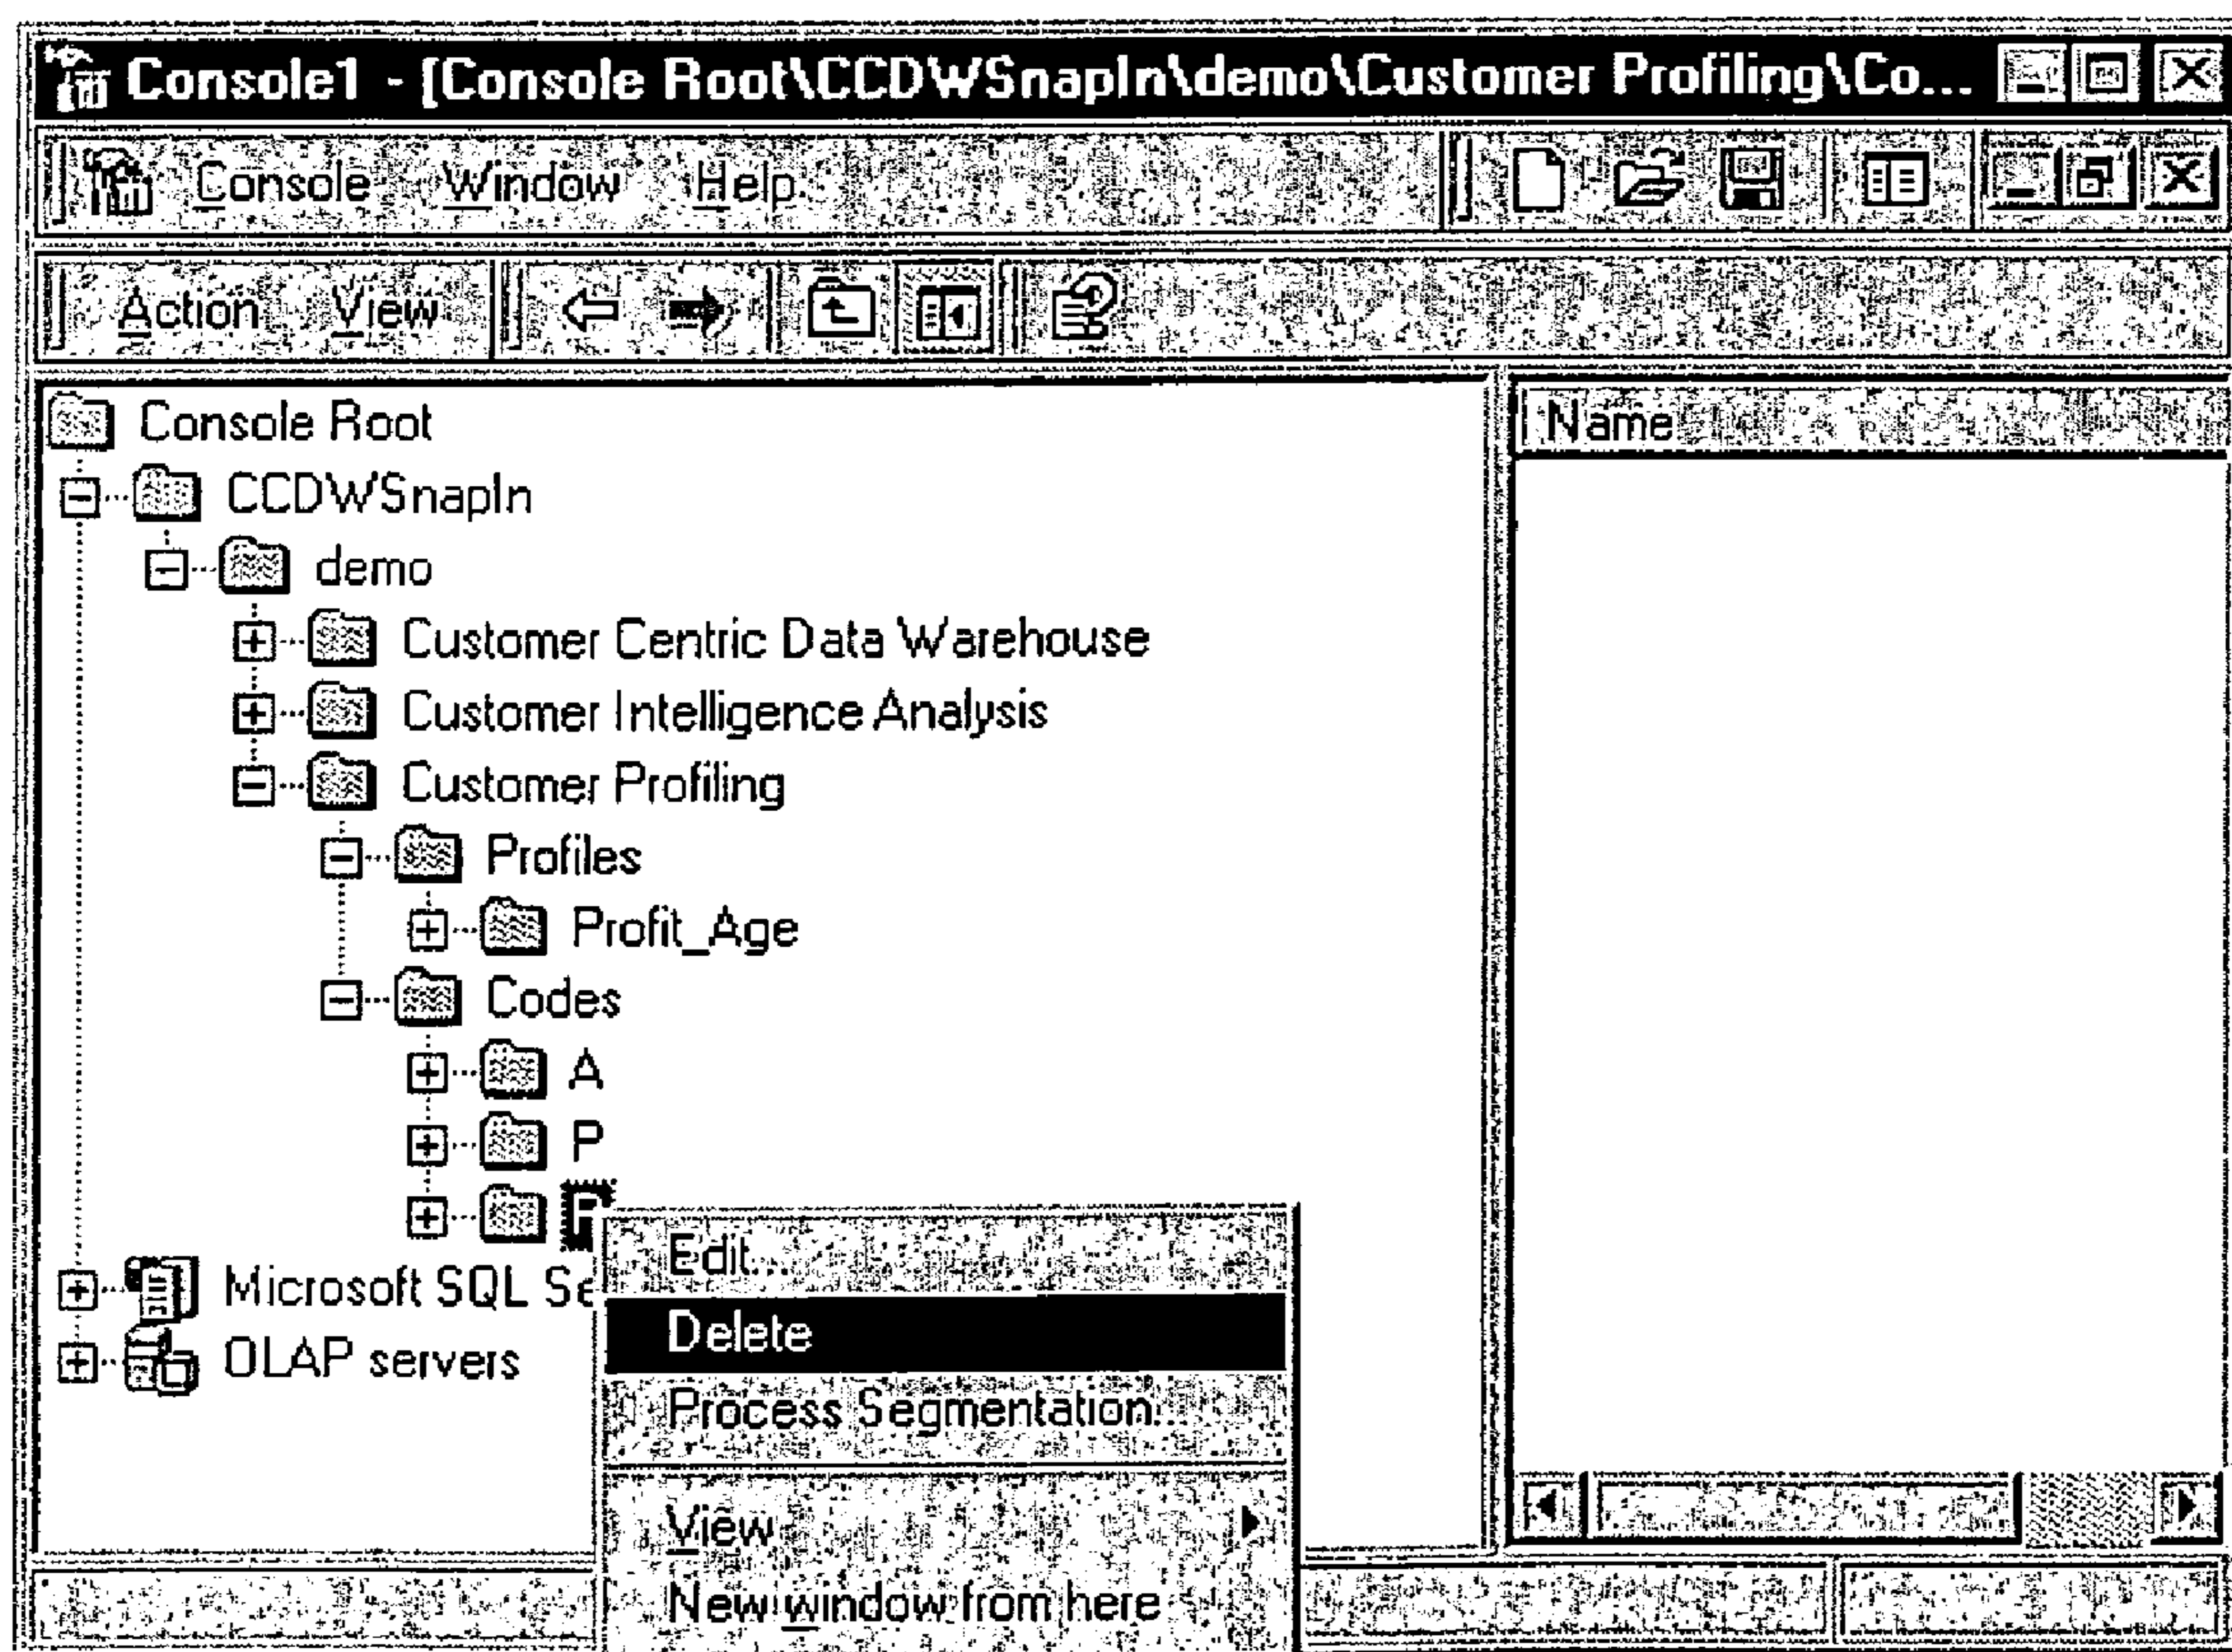 Console1 - [Console Root\CCDWSnapIn\demo\Customer Profiling\Co...
Console Window Help
Action View
Console Root
Name
CCDWSnapIn
demo
Customer Centric Data Warehouse
Customer Intelligence Analysis
Customer Profiling
Profiles
Profit_Age
Codes
A
P
Edit...
Microsoft SQL Se
Delete
OLAP servers
Process Segmentation...
View
New window from here